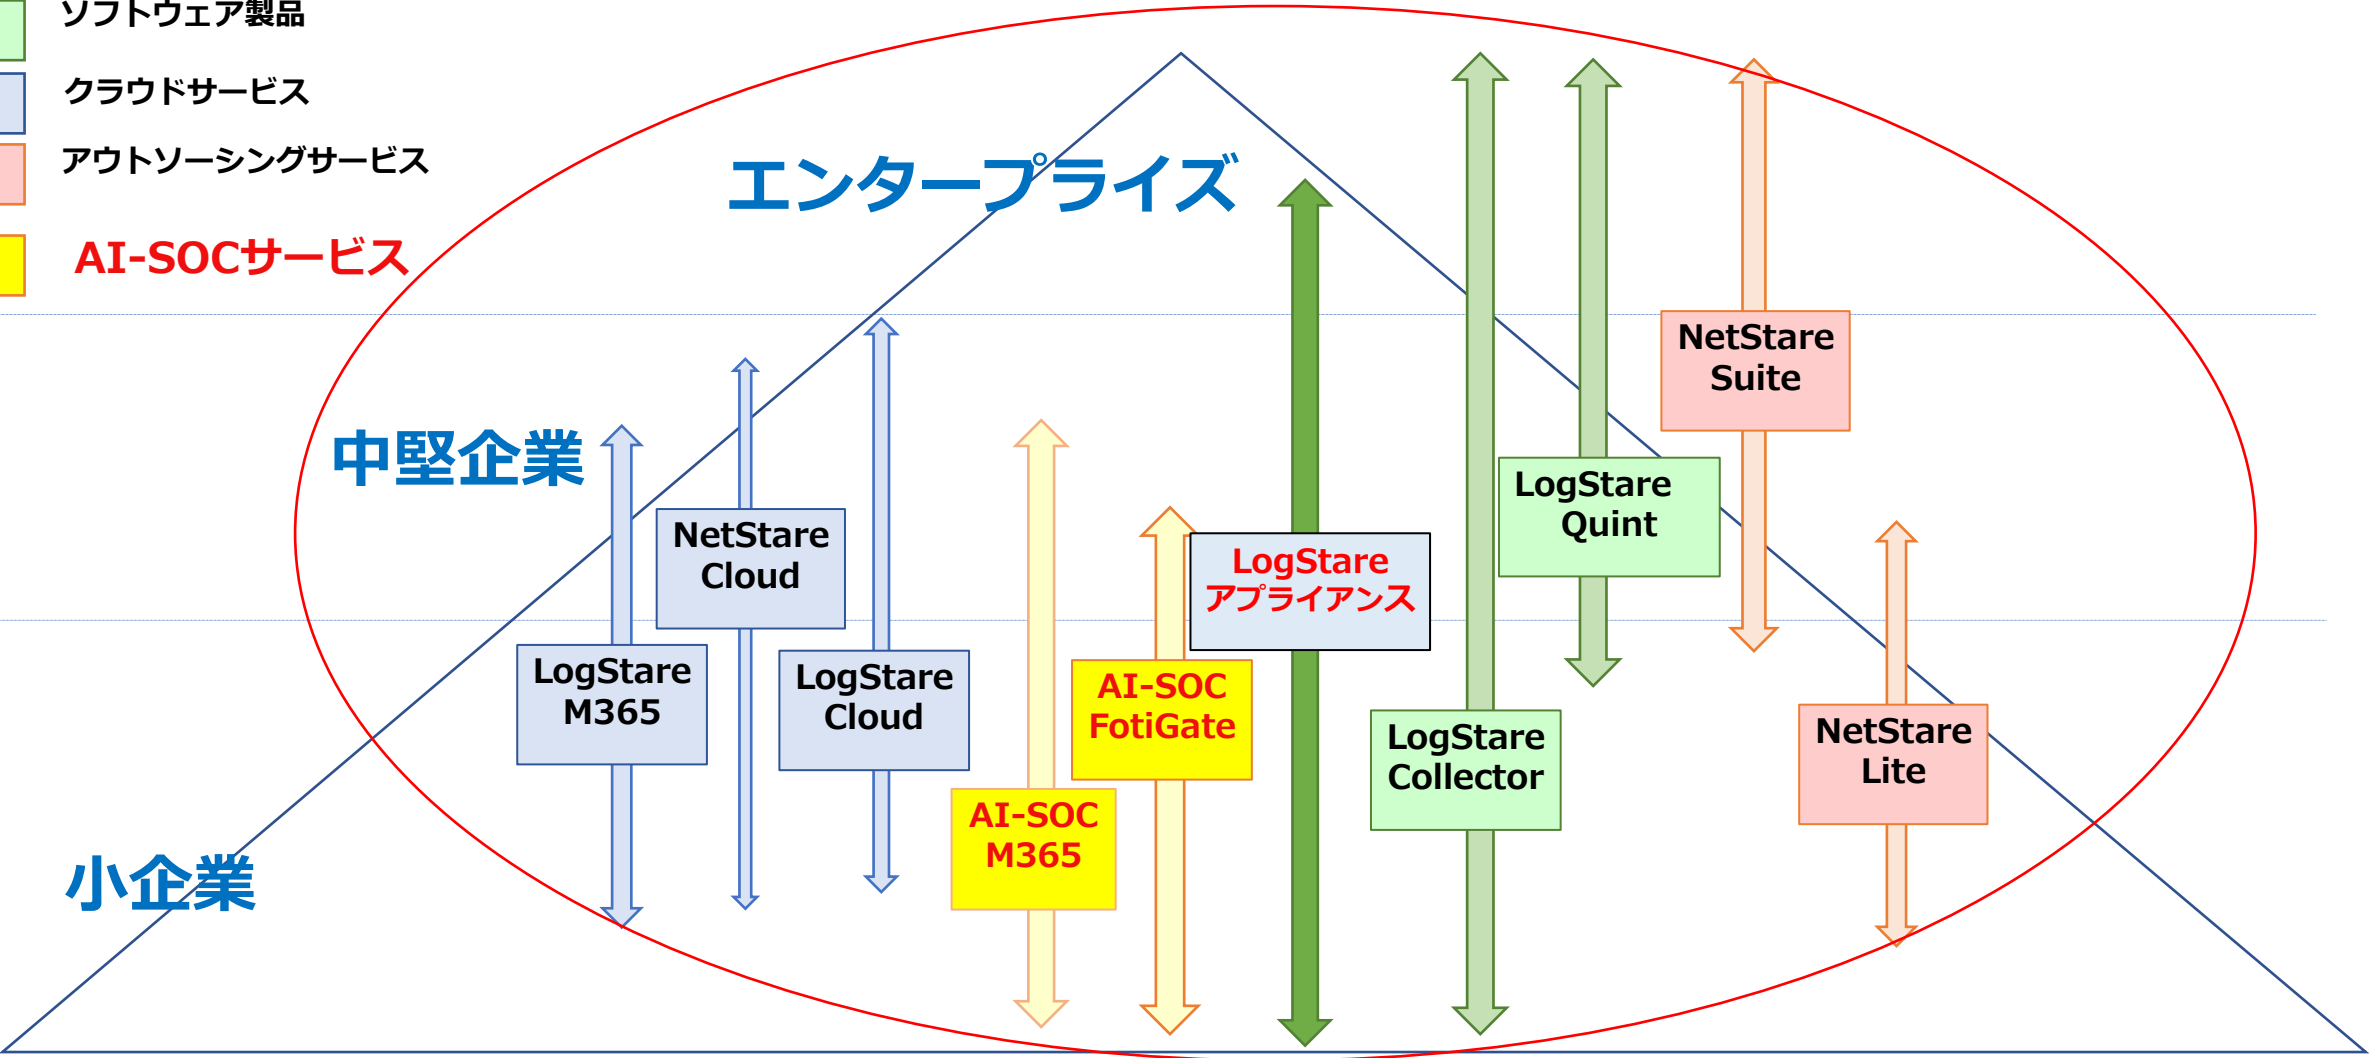 ソフトウェア製品
クラウドサービス
アウトソーシングサービス
AI-SOCサービス
エンタープライズ
中堅企業
小企業
NetStare
Suite
LogStare
Quint
NetStare
Cloud
LogStare
アプライアンス
LogStare
M365
LogStare
Cloud
AI-SOC
FotiGate
LogStare
Collector
NetStare
Lite
AI-SOC
M365